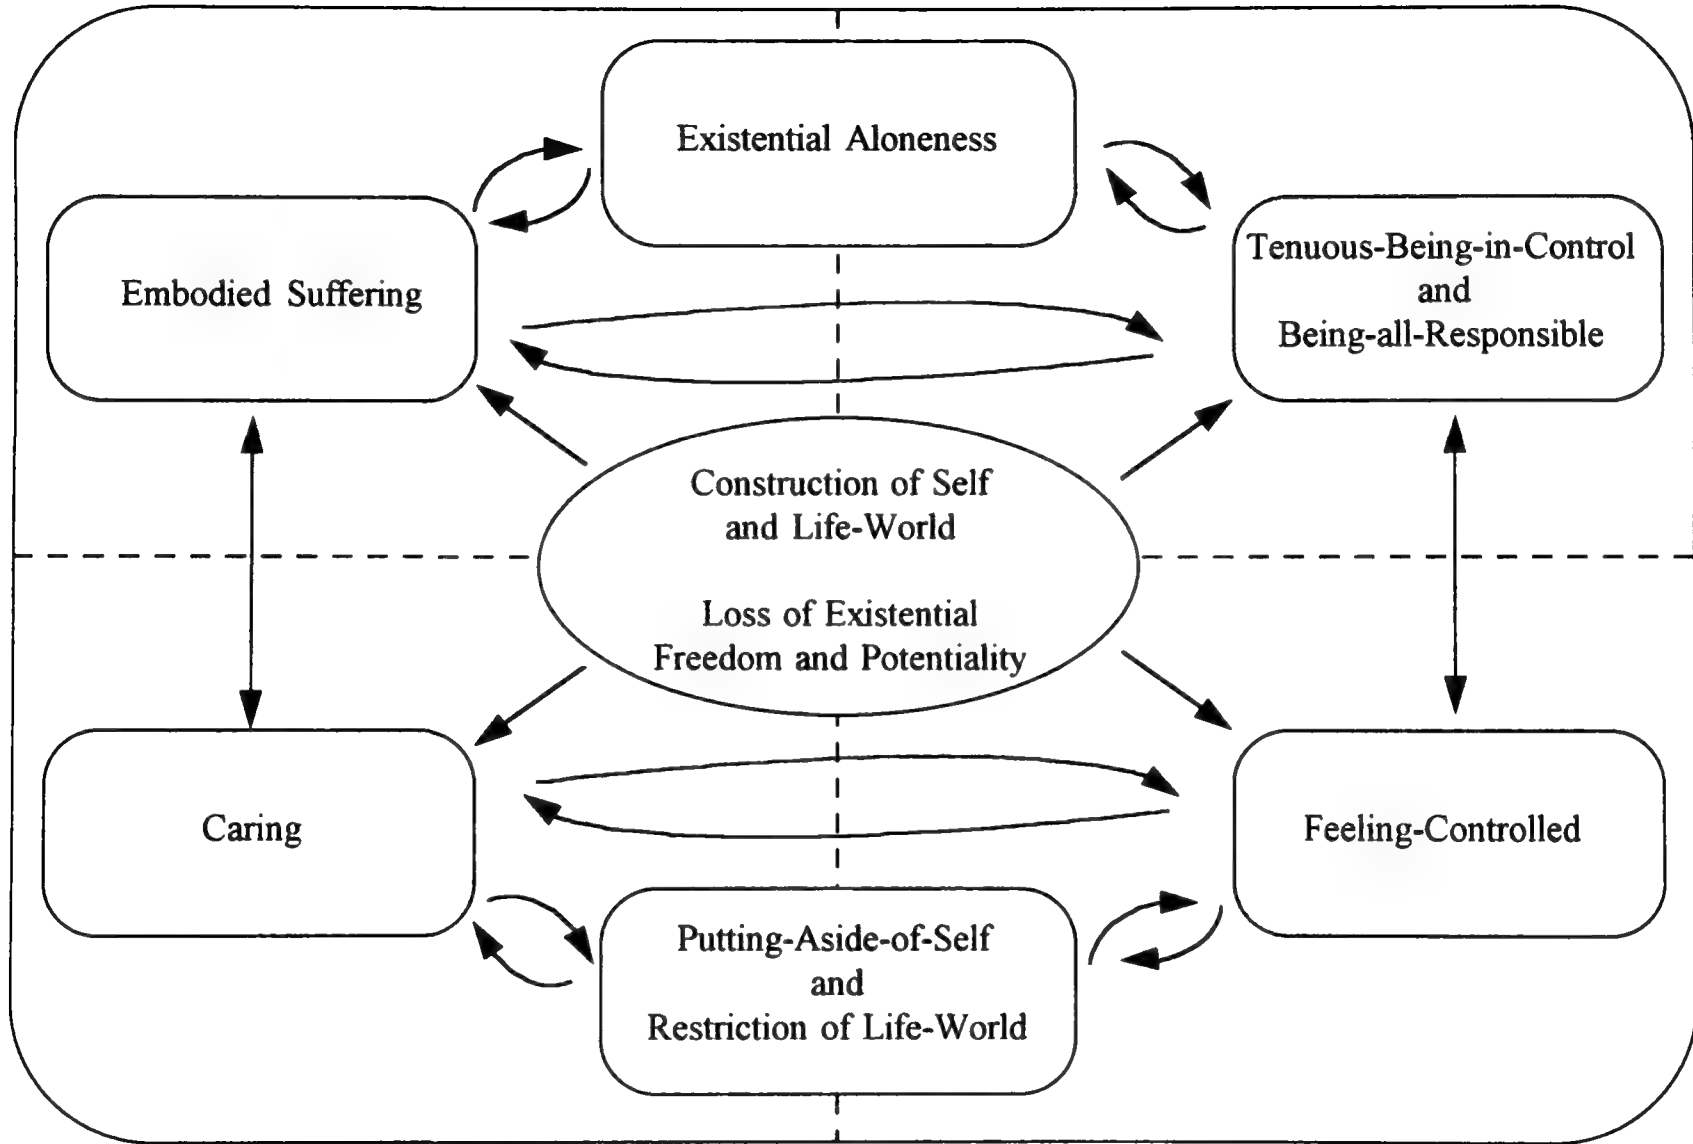 Existential Aloneness
Embodied Suffering
Tenuous-Being-in-Control
and
Being-all-Responsible
Construction of Self
and Life-World
Loss of Existential
Freedom and Potentiality
Caring
Feeling-Controlled
Putting-Aside-of-Self
and
Restriction of Life-World